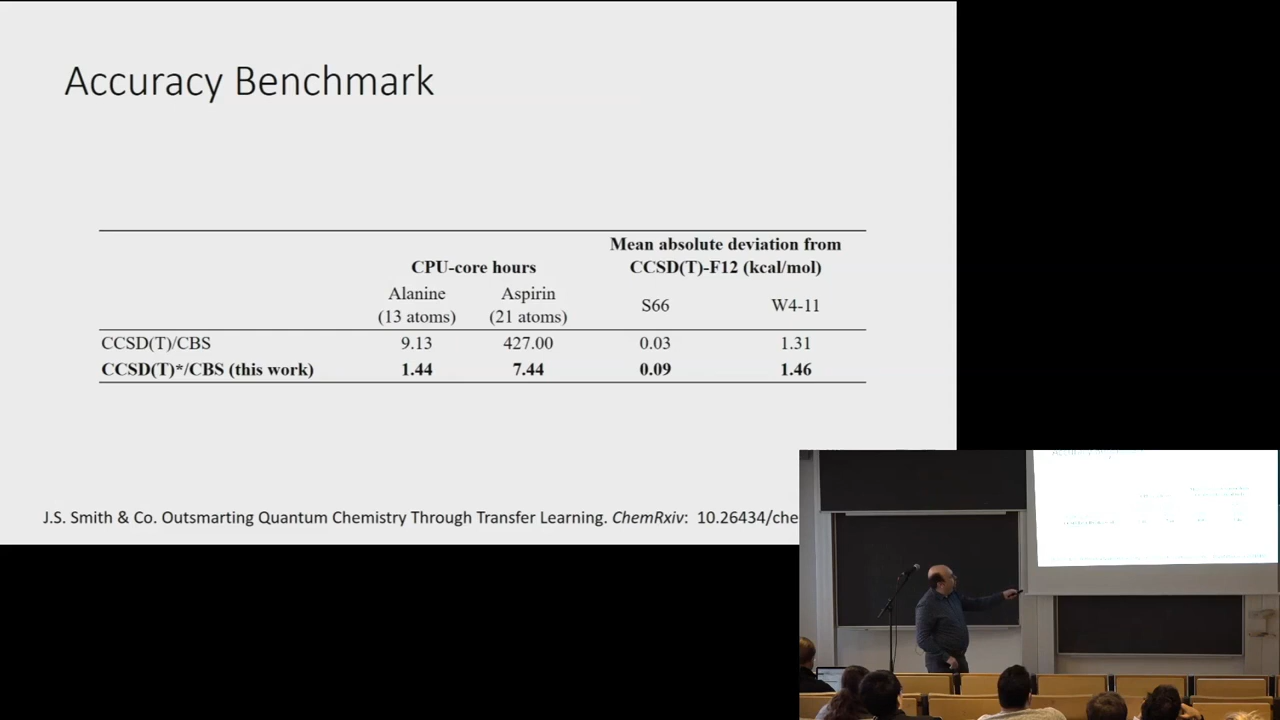 Accuracy Benchmark
Mean absolute deviation from
CPU-core hours CCSD(T)-F12 (kcal/mol)
Alanine Aspirin S66 W4-11
(13 atoms) (21 atoms)
CCSD(T)/CBS 9.13 427.00 0.03 1.31
CCSD(T)*/CBS (this work) 1.44 7.44 0.09 1.46
J.S. Smith & Co. Outsmarting Quantum Chemistry Through Transfer Learning. ChemRxiv: 10.26434/che